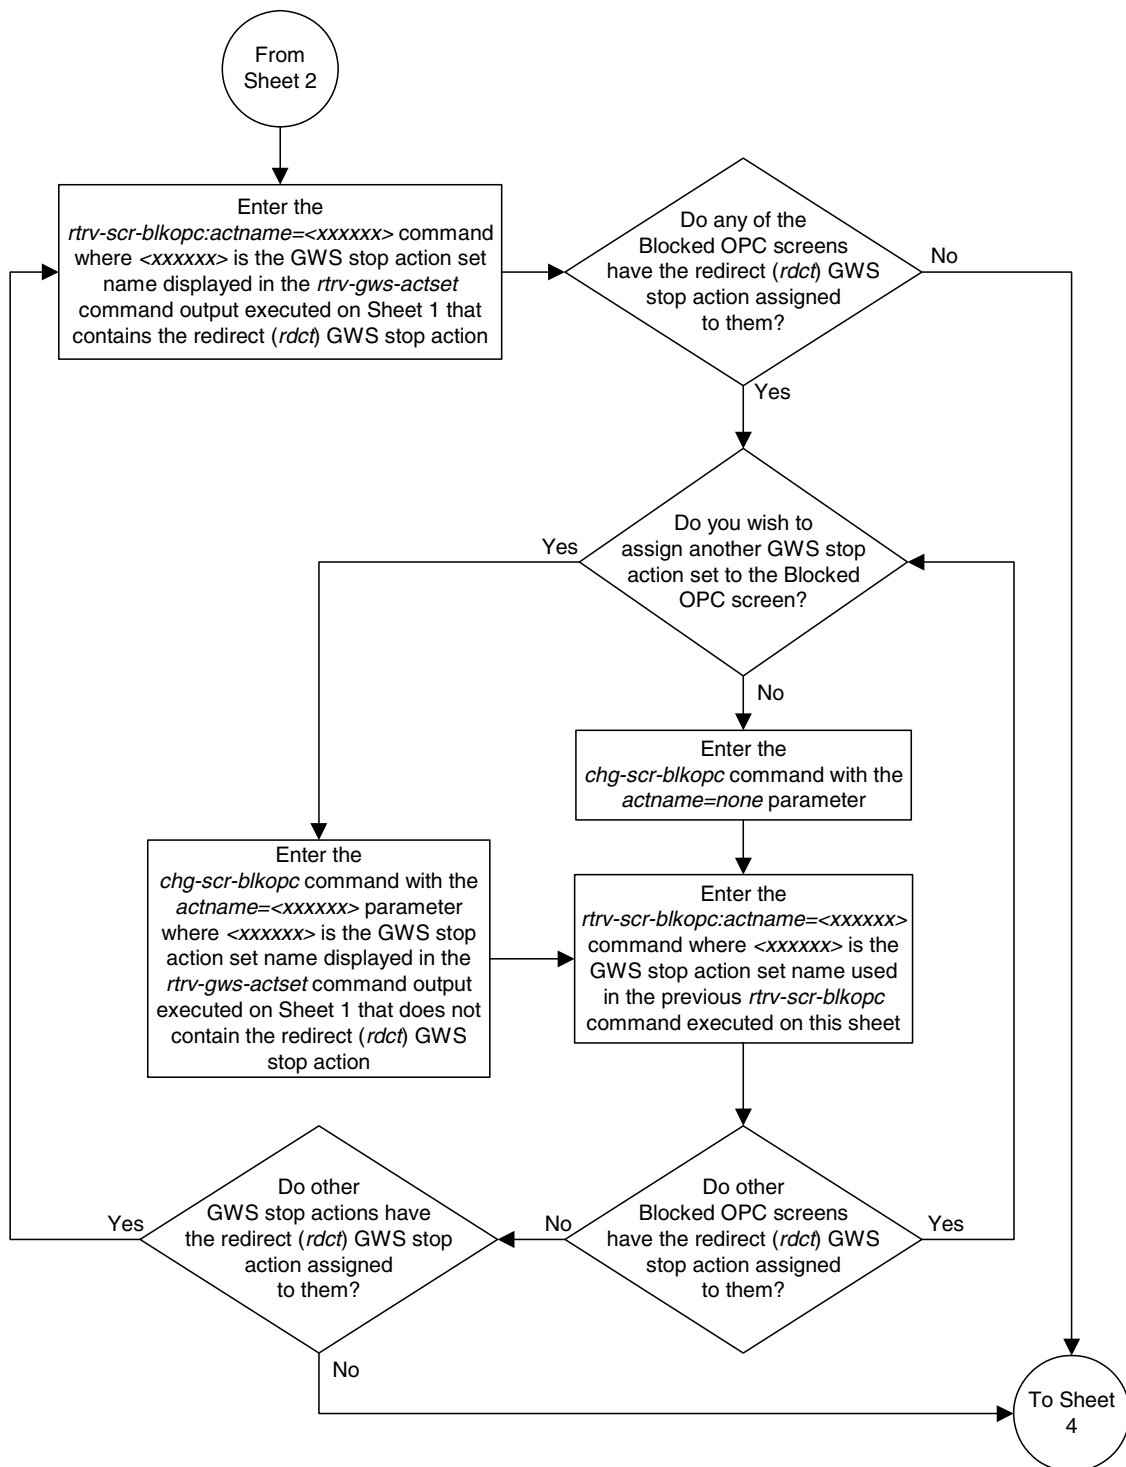 From
Sheet 2
Enter the
rtrv-scr-blkopc:actname=<xxxxxx> command
where <xxxxxx> is the GWS stop action set
name displayed in the rtrv-gws-actset
command output executed on Sheet 1 that
contains the redirect (rdct) GWS stop action
Do any of the
Blocked OPC screens
have the redirect (rdct) GWS
stop action assigned
to them?
No
Yes
Do you wish to
assign another GWS stop
action set to the Blocked
OPC screen?
Yes
No
Enter the
chg-scr-blkopc command with the
actname=none parameter
Enter the
chg-scr-blkopc command with the
actname=<xxxxxx> parameter
where <xxxxxx> is the GWS stop
action set name displayed in the
rtrv-gws-actset command output
executed on Sheet 1 that does not
contain the redirect (rdct) GWS
stop action
Enter the
rtrv-scr-blkopc:actname=<xxxxxx>
command where <xxxxxx> is the
GWS stop action set name used
in the previous rtrv-scr-blkopc
command executed on this sheet
Do other
Blocked OPC screens
have the redirect (rdct) GWS
stop action assigned
to them?
Yes
No
Do other
GWS stop actions have
the redirect (rdct) GWS stop
action assigned
to them?
Yes
No
To Sheet
4